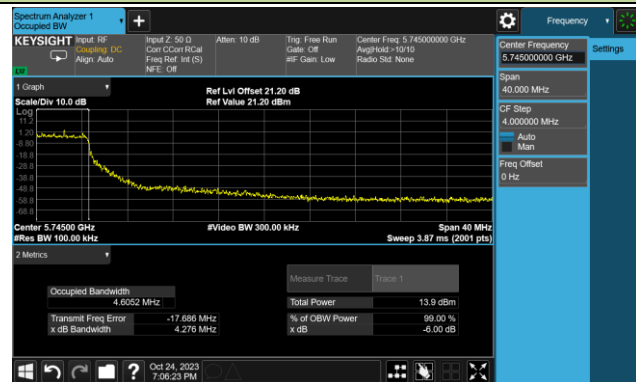 Spectrum Analyzer 1
Occupied BW
Frequency
KEYSIGHT
Input: RF
Coupling: DC
Align: Auto
Input Z: 50 Ω
Corr CCorr RCal
Freq Ref: Int (S)
NFE: Off
Atten: 10 dB
Trig: Free Run
Gate: Off
#IF Gain: Low
Center Freq: 5.745000000 GHz
Avg|Hold:>10/10
Radio Std: None
Center Frequency
5.745000000 GHz
Settings
Span
40.000 MHz
CF Step
4.000000 MHz
Auto
Man
Freq Offset
0 Hz
1 Graph
Scale/Div 10.0 dB
Ref Lvl Offset 21.20 dB
Ref Value 21.20 dBm
Log
11.2
1.20
-8.80
-18.8
-28.8
-38.8
-48.8
-58.8
-68.8
Center 5.74500 GHz
#Res BW 100.00 kHz
#Video BW 300.00 kHz
Span 40 MHz
Sweep 3.87 ms (2001 pts)
2 Metrics
Measure Trace
Trace 1
Occupied Bandwidth
4.6052 MHz
Total Power
13.9 dBm
Transmit Freq Error
-17.686 MHz
% of OBW Power
99.00 %
x dB Bandwidth
4.276 MHz
x dB
-6.00 dB
Oct 24, 2023
7:06:23 PM